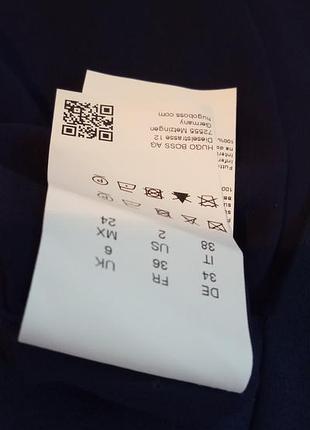 DE FR UK
34 36 6
IT US MX
38 2 24
HUGO BOSS AG
Dieselstrasse 12
72555 Metzingen
Germany
hugoboss.com